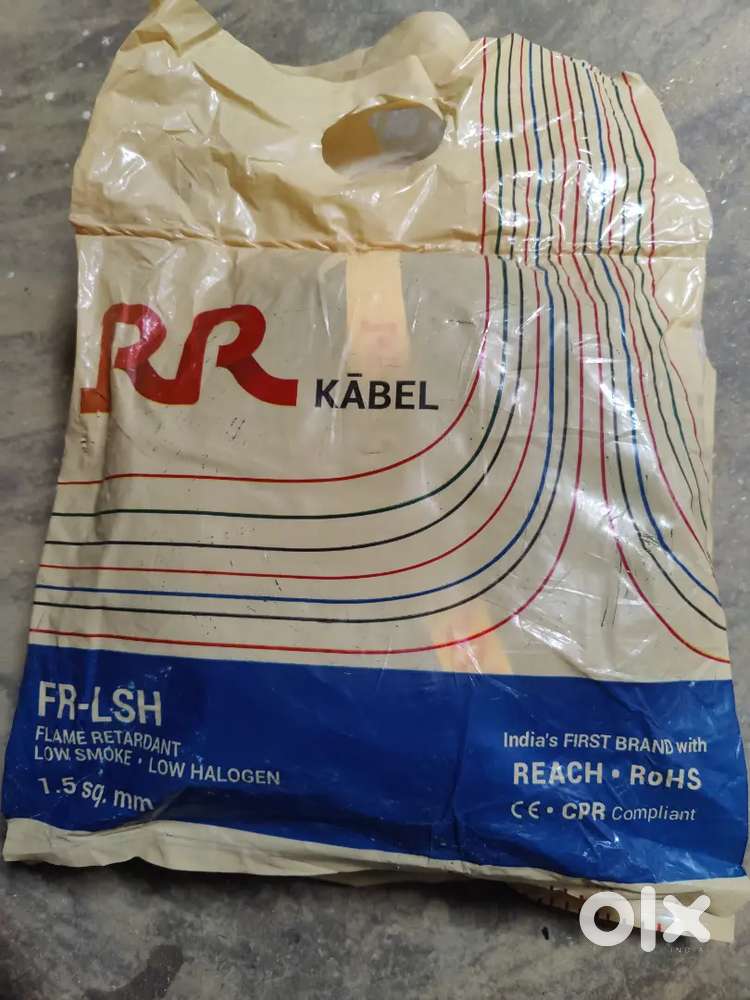 RR KĀBEL
FR-LSH
FLAME RETARDANT
LOW SMOKE • LOW HALOGEN
1.5 sq. mm
India's FIRST BRAND with
REACH • RoHS
CE • CPR Compliant
olx
INDIA